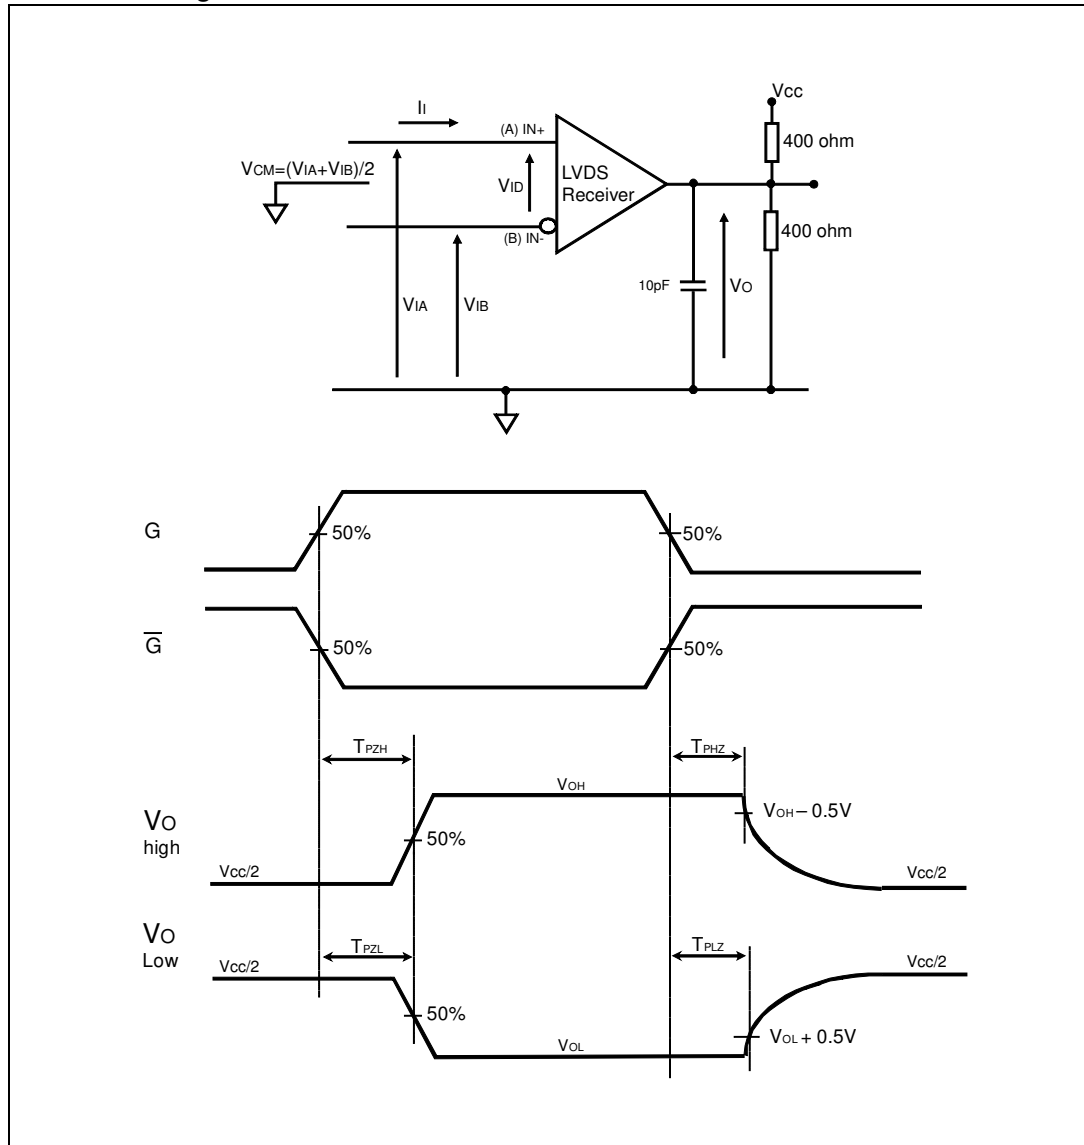 Vcc
II
(A) IN+
400 ohm
VCM=(VIA+VIB)/2
LVDS
Receiver
VID
(B) IN-
400 ohm
10pF
VO
VIA
VIB
G
50%
50%
G̅
50%
50%
TPZH
TPHZ
VOH
VO
high
VOH – 0.5V
50%
Vcc/2
Vcc/2
VO
Low
TPZL
TPLZ
Vcc/2
Vcc/2
50%
VOL
VOL + 0.5V